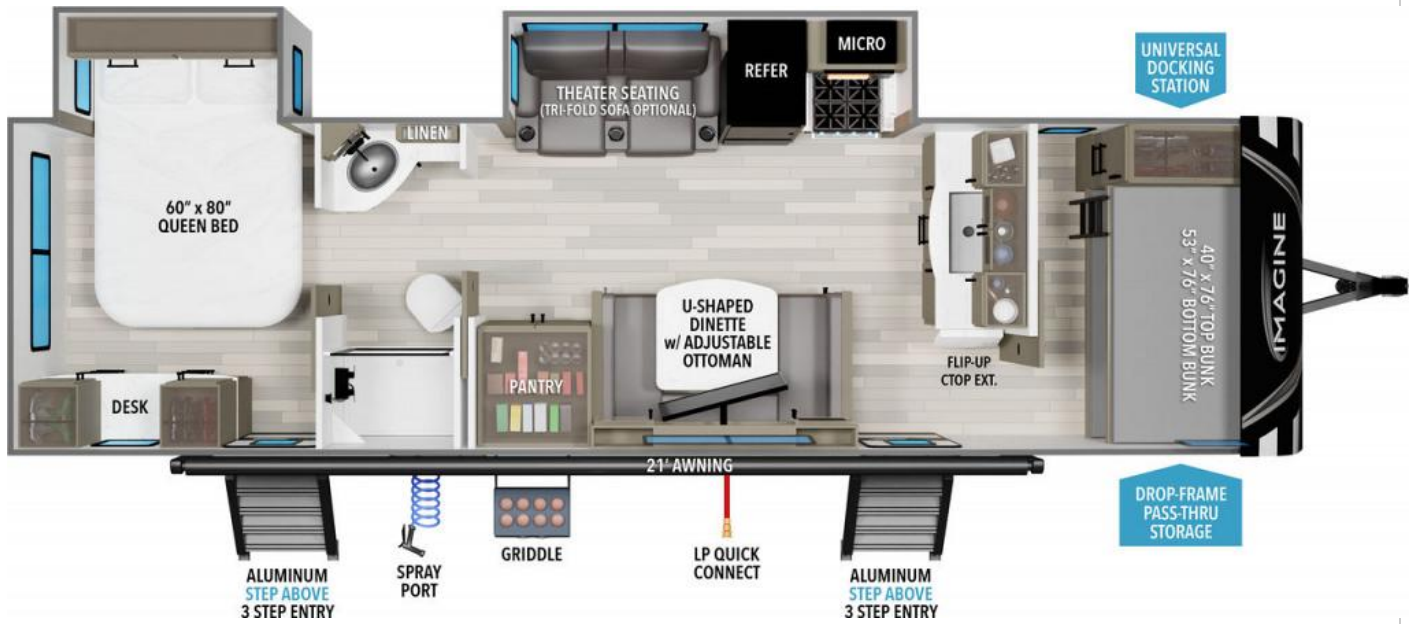 MICRO
REFER
THEATER SEATING
(TRI-FOLD SOFA OPTIONAL)
UNIVERSAL
DOCKING
STATION
LINEN
60" x 80"
QUEEN BED
40" x 76" TOP BUNK
53" x 76" BOTTOM BUNK
IMAGINE
U-SHAPED
DINETTE
w/ ADJUSTABLE
OTTOMAN
FLIP-UP
CTOP EXT.
PANTRY
DESK
21' AWNING
DROP-FRAME
PASS-THRU
STORAGE
GRIDDLE
LP QUICK
CONNECT
SPRAY
PORT
ALUMINUM
STEP ABOVE
3 STEP ENTRY
ALUMINUM
STEP ABOVE
3 STEP ENTRY